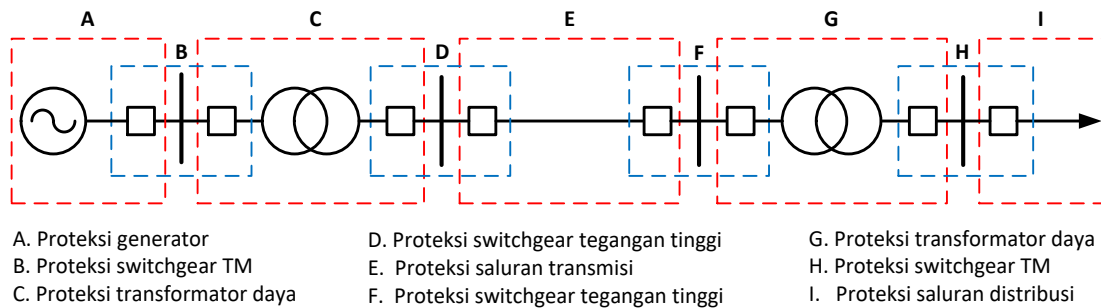 A C E G I
B D F H
A. Proteksi generator
B. Proteksi switchgear TM
C. Proteksi transformator daya
D. Proteksi switchgear tegangan tinggi
E. Proteksi saluran transmisi
F. Proteksi switchgear tegangan tinggi
G. Proteksi transformator daya
H. Proteksi switchgear TM
I. Proteksi saluran distribusi